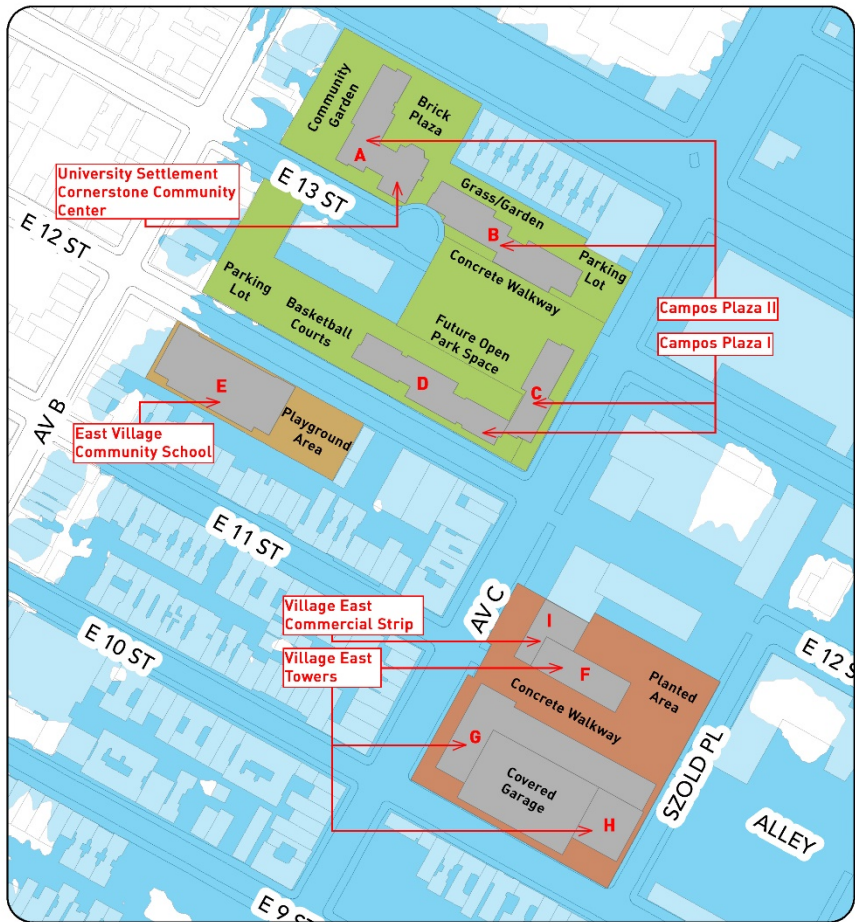 Community
Garden
Brick
Plaza
A
University Settlement
Cornerstone Community
Center
E 13 ST
Grass/Garden
B
E 12 ST
Concrete Walkway
Parking
Lot
Parking
Lot
Basketball
Courts
Future Open
Park Space
Campos Plaza II
Campos Plaza I
D
C
E
AV B
East Village
Community School
Playground
Area
E 11 ST
AV C
Village East
Commercial Strip
I
E 10 ST
Village East
Towers
F
Planted
Area
E 12 S
Concrete Walkway
G
Covered
Garage
SZOLD PL
H
ALLEY
E 9 ST